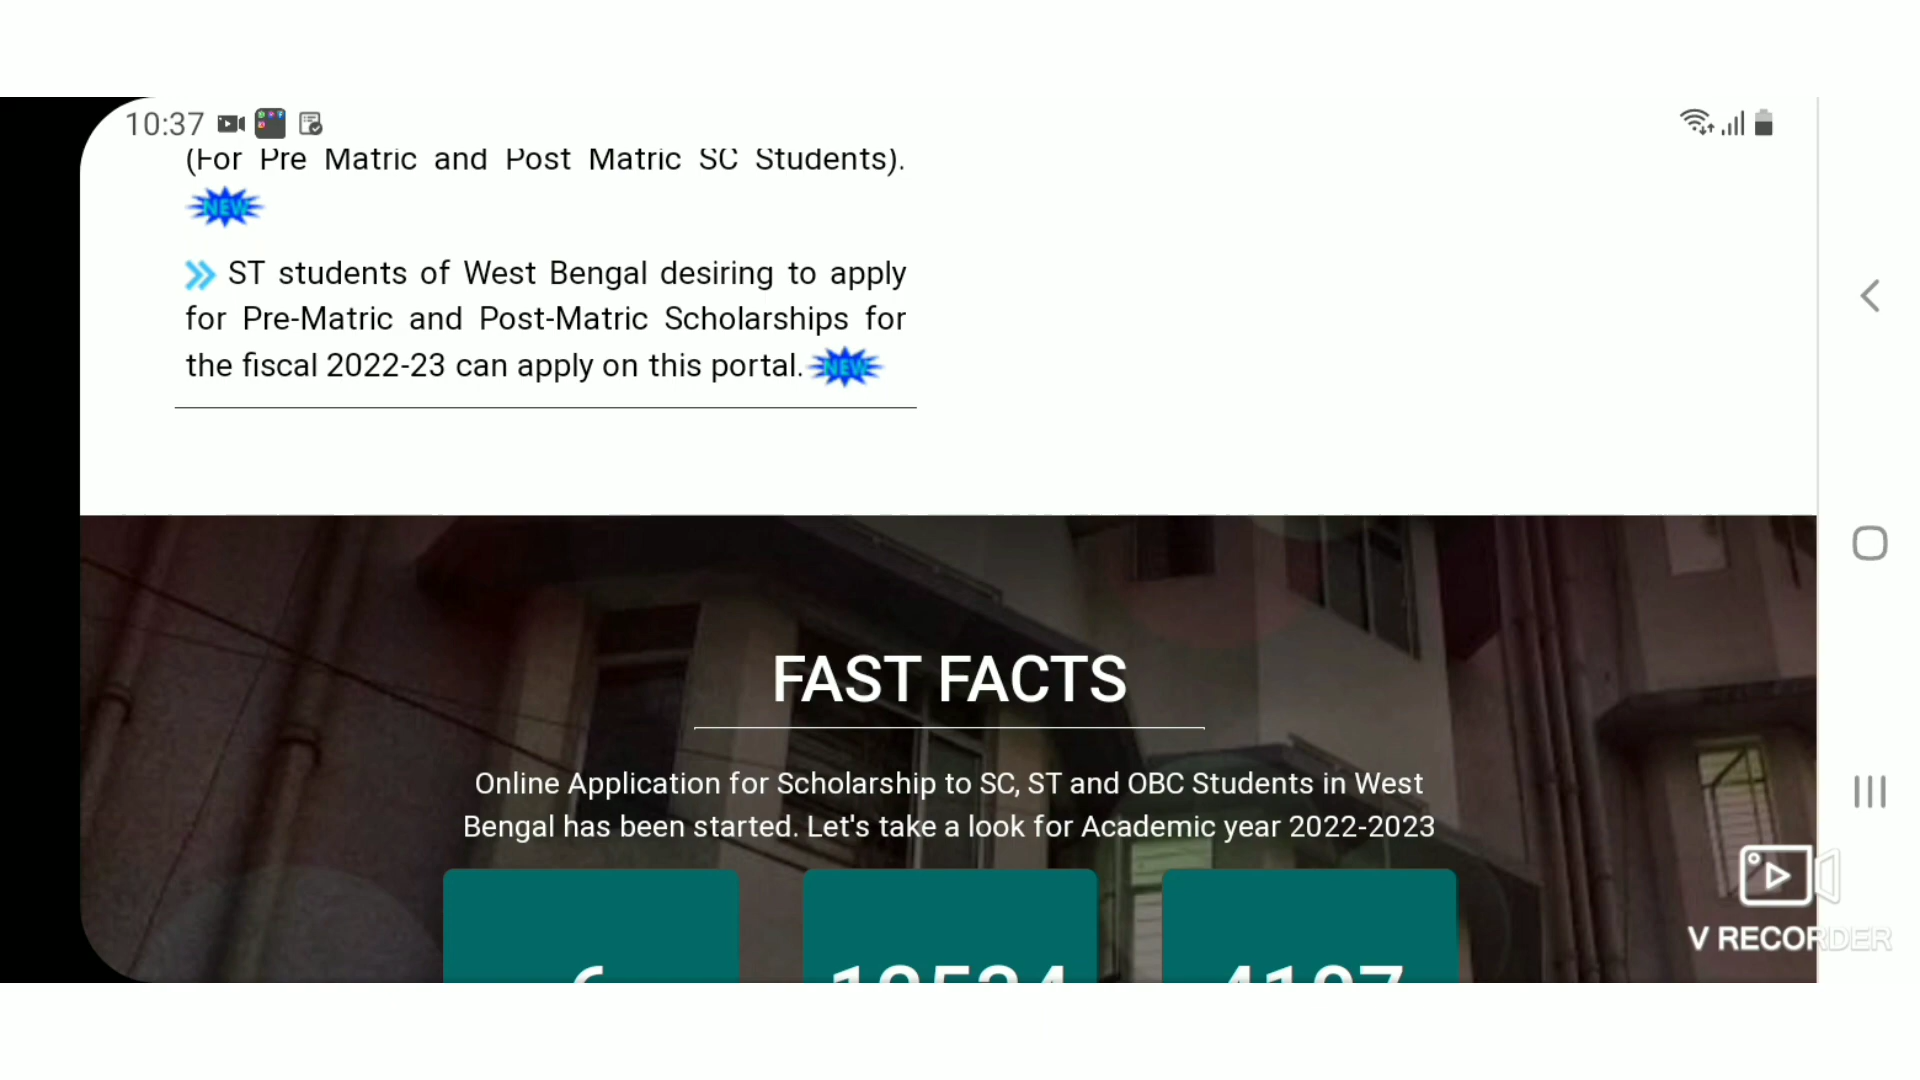 10:37
(For Pre Matric and Post Matric SC Students).
NEW
ST students of West Bengal desiring to apply
for Pre-Matric and Post-Matric Scholarships for
the fiscal 2022-23 can apply on this portal. NEW
FAST FACTS
Online Application for Scholarship to SC, ST and OBC Students in West
Bengal has been started. Let's take a look for Academic year 2022-2023
V RECORDER